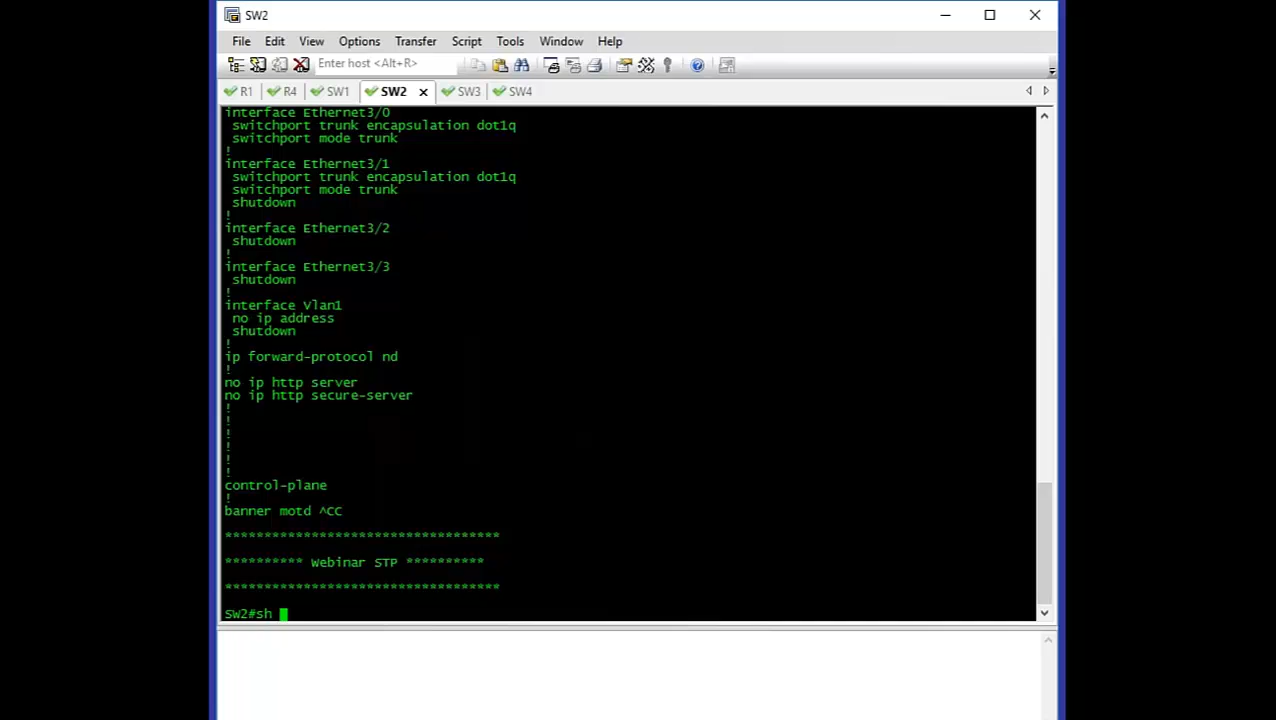 SW2
File Edit View Options Transfer Script Tools Window Help
Enter host <Alt+R>
R1 R4 SW1 SW2 SW3 SW4
interface Ethernet3/0
 switchport trunk encapsulation dot1q
 switchport mode trunk
!
interface Ethernet3/1
 switchport trunk encapsulation dot1q
 switchport mode trunk
 shutdown
!
interface Ethernet3/2
 shutdown
!
interface Ethernet3/3
 shutdown
!
interface Vlan1
 no ip address
 shutdown
!
ip forward-protocol nd
!
no ip http server
no ip http secure-server
!
!
!
!
!
!
control-plane
!
banner motd ^CC
***********************************
********** Webinar STP **********
***********************************
SW2#sh